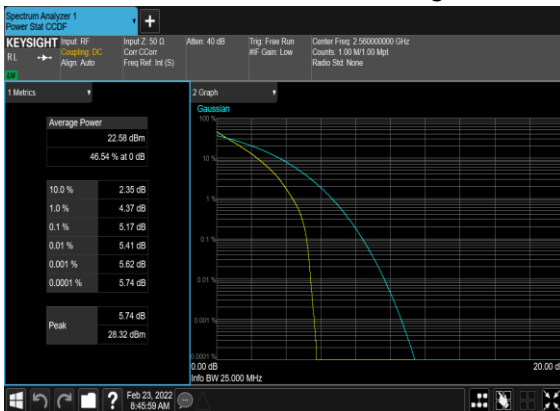 Spectrum Analyzer 1
Power Stat CCDF
KEYSIGHT
RL
LV
Input: RF
Coupling: DC
Align: Auto
Input Z: 50 Ω
Corr CCorr
Freq Ref: Int (S)
Atten: 40 dB
Trig: Free Run
#IF Gain: Low
Center Freq: 2.560000000 GHz
Counts: 1.00 M/1.00 Mpt
Radio Std: None
1 Metrics
Average Power
22.58 dBm
46.54 % at 0 dB
10.0 % 2.35 dB
1.0 % 4.37 dB
0.1 % 5.17 dB
0.01 % 5.41 dB
0.001 % 5.62 dB
0.0001 % 5.74 dB
Peak
5.74 dB
28.32 dBm
2 Graph
Gaussian
100 %
10 %
1 %
0.1 %
0.01 %
0.001 %
0.0001 %
0.00 dB
20.00 d
Info BW 25.000 MHz
?
Feb 23, 2022
8:45:59 AM